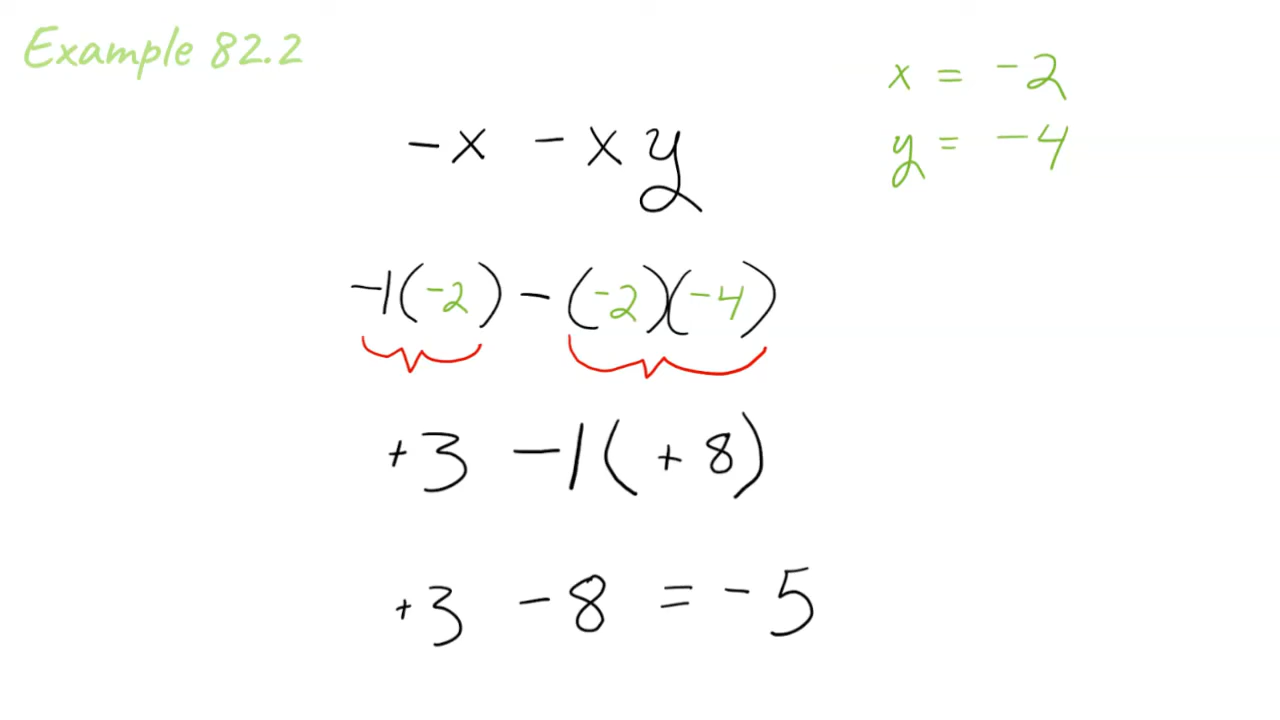 Example 82.2
x = -2
y = -4
-x - xy
-1(-2) - (-2)(-4)
+3 -1(+8)
+3 -8 = -5